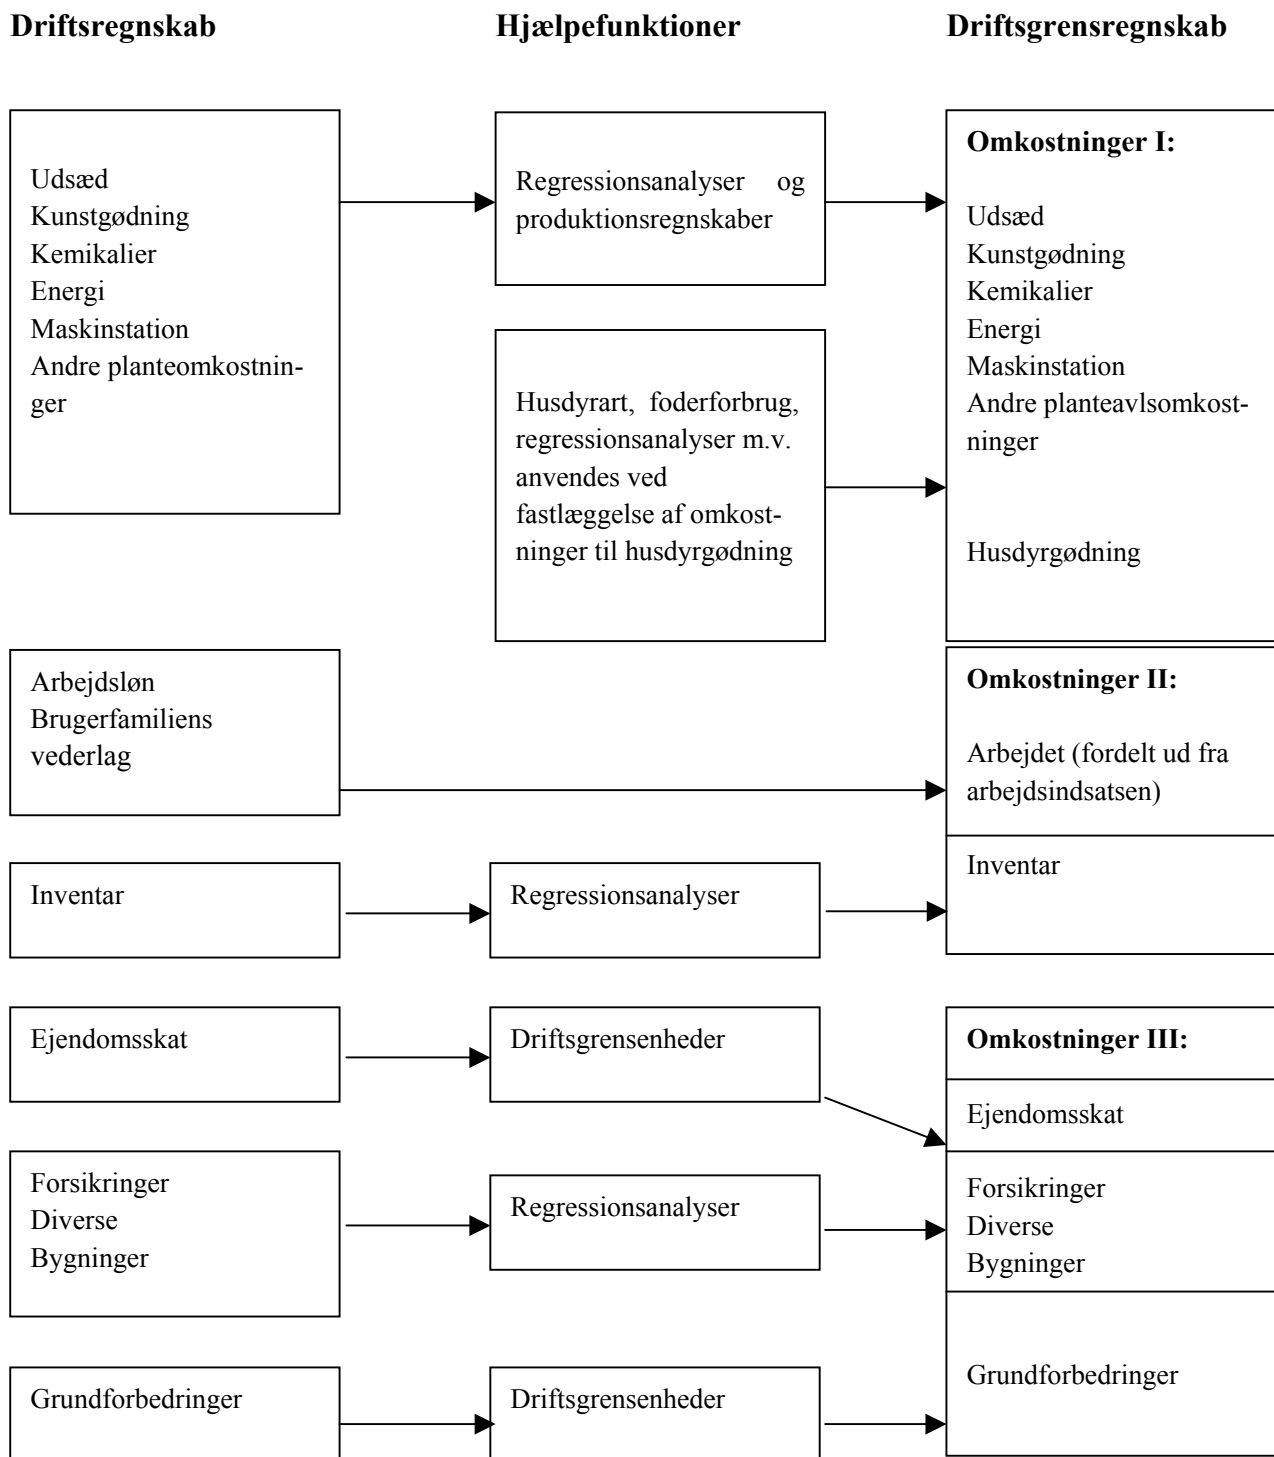 Driftsregnskab
Hjælpefunktioner
Driftsgrensregnskab
Udsæd
Kunstgødning
Kemikalier
Energi
Maskinstation
Andre planteomkostnin-
ger
Regressionsanalyser og
produktionsregnskaber
Husdyrart, foderforbrug,
regressionsanalyser m.v.
anvendes ved
fastlæggelse af omkost-
ninger til husdyrgødning
Omkostninger I:
Udsæd
Kunstgødning
Kemikalier
Energi
Maskinstation
Andre planteavlsomkost-
ninger
Husdyrgødning
Arbejdsløn
Brugerfamiliens
vederlag
Omkostninger II:
Arbejdet (fordelt ud fra
arbejdsindsatsen)
Inventar
Regressionsanalyser
Inventar
Ejendomsskat
Driftsgrensenheder
Omkostninger III:
Ejendomsskat
Forsikringer
Diverse
Bygninger
Regressionsanalyser
Forsikringer
Diverse
Bygninger
Grundforbedringer
Driftsgrensenheder
Grundforbedringer